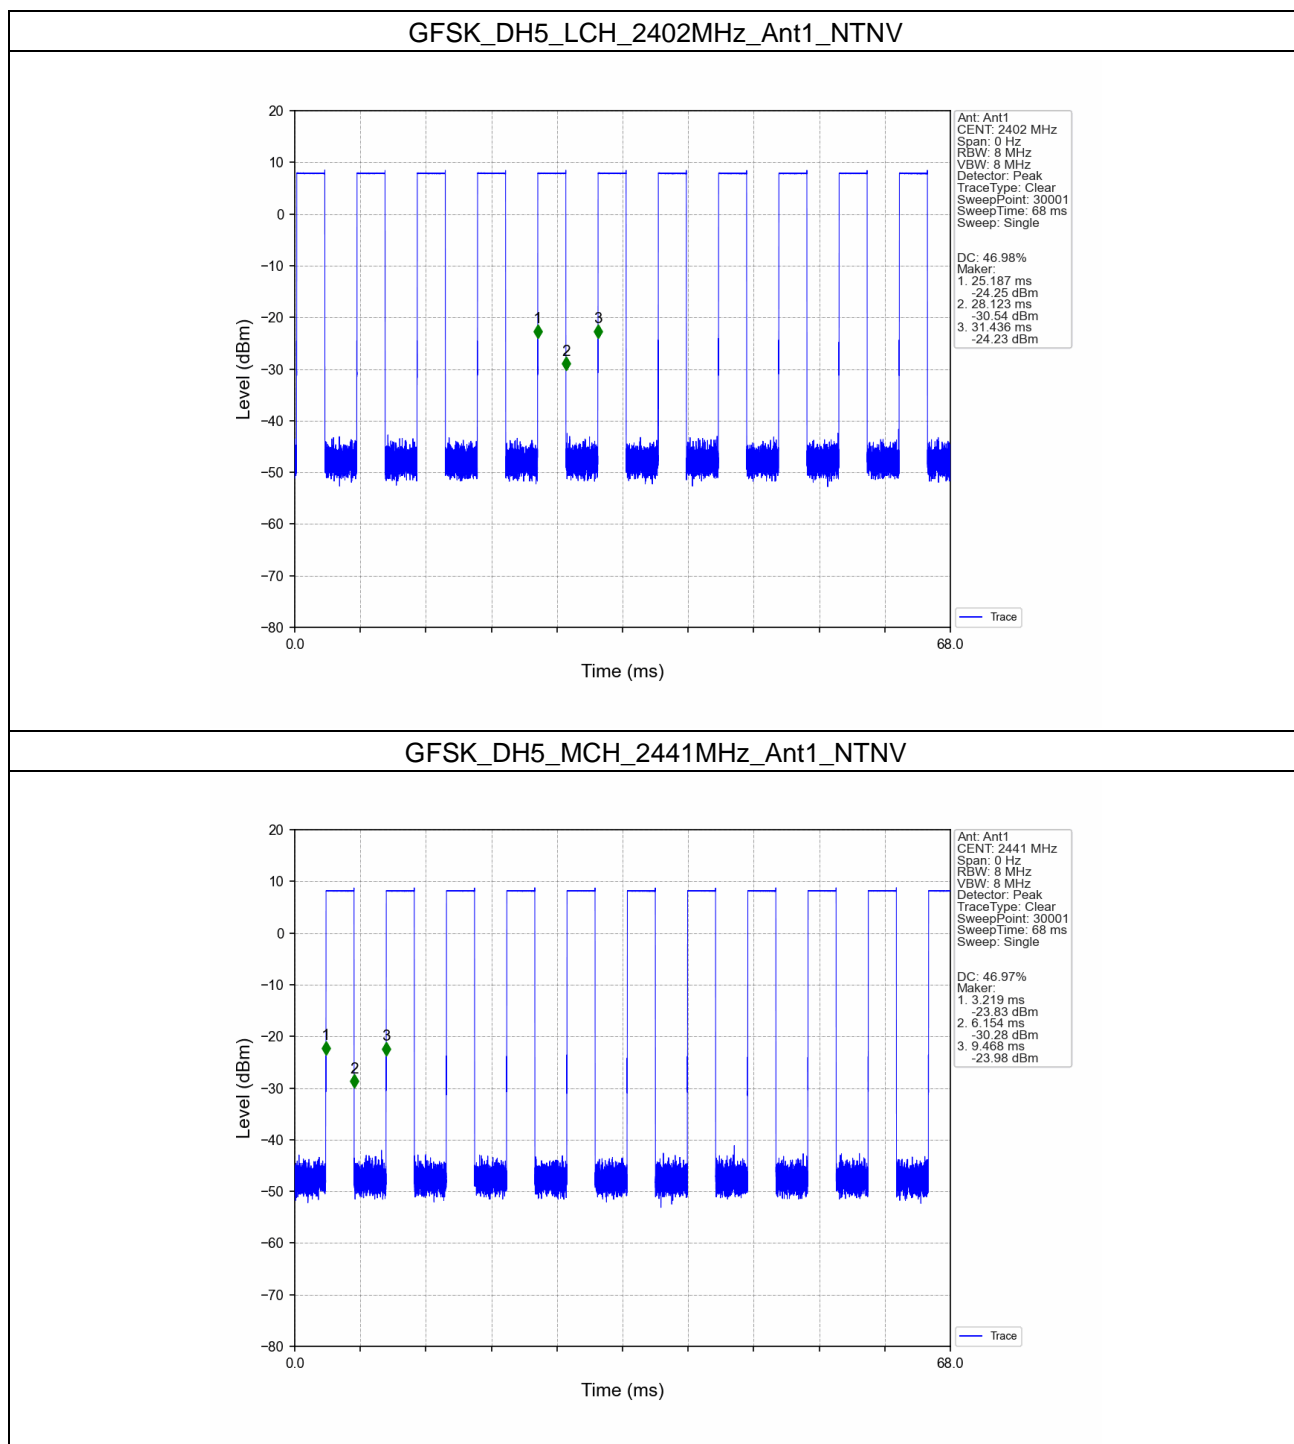 GFSK_DH5_LCH_2402MHz_Ant1_NTNV
20
10
0
−10
−20
−30
−40
−50
−60
−70
−80
Level (dBm)
0.0
68.0
Time (ms)
1
2
3
Ant: Ant1
CENT: 2402 MHz
Span: 0 Hz
RBW: 8 MHz
VBW: 8 MHz
Detector: Peak
TraceType: Clear
SweepPoint: 30001
SweepTime: 68 ms
Sweep: Single
DC: 46.98%
Maker:
1. 25.187 ms
-24.25 dBm
2. 28.123 ms
-30.54 dBm
3. 31.436 ms
-24.23 dBm
Trace
GFSK_DH5_MCH_2441MHz_Ant1_NTNV
20
10
0
−10
−20
−30
−40
−50
−60
−70
−80
Level (dBm)
0.0
68.0
Time (ms)
1
2
3
Ant: Ant1
CENT: 2441 MHz
Span: 0 Hz
RBW: 8 MHz
VBW: 8 MHz
Detector: Peak
TraceType: Clear
SweepPoint: 30001
SweepTime: 68 ms
Sweep: Single
DC: 46.97%
Maker:
1. 3.219 ms
-23.83 dBm
2. 6.154 ms
-30.28 dBm
3. 9.468 ms
-23.98 dBm
Trace